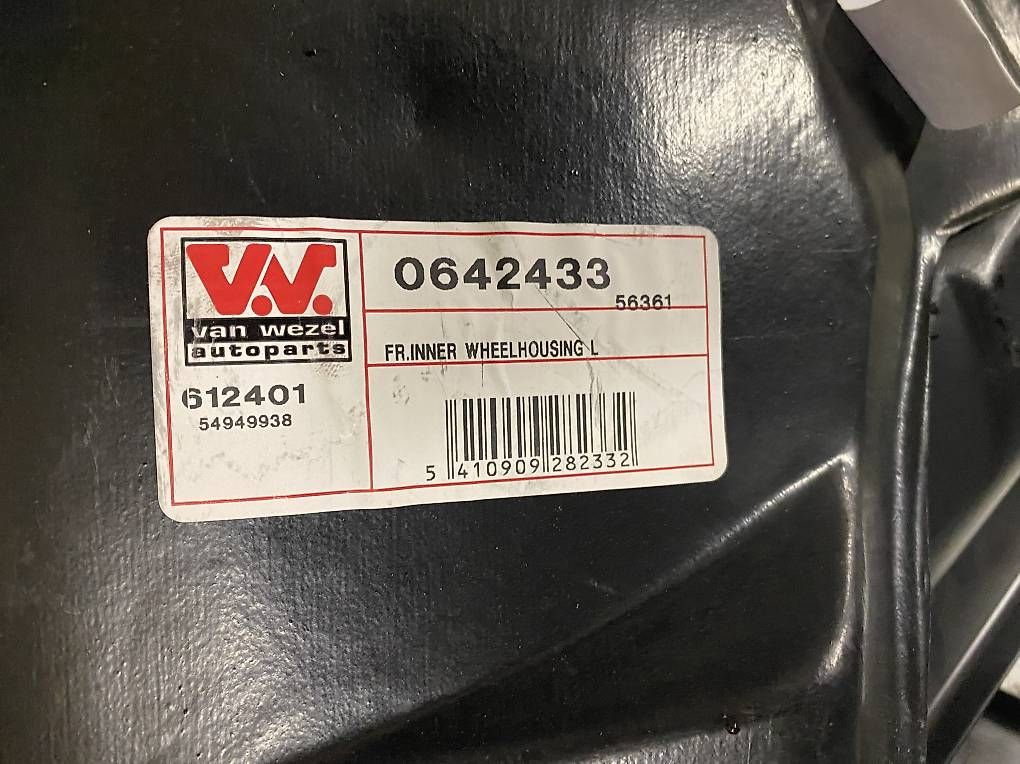 V.W.
van wezel
autoparts
612401
54949938
0642433
56361
FR.INNER WHEELHOUSING L
5 410909 282332